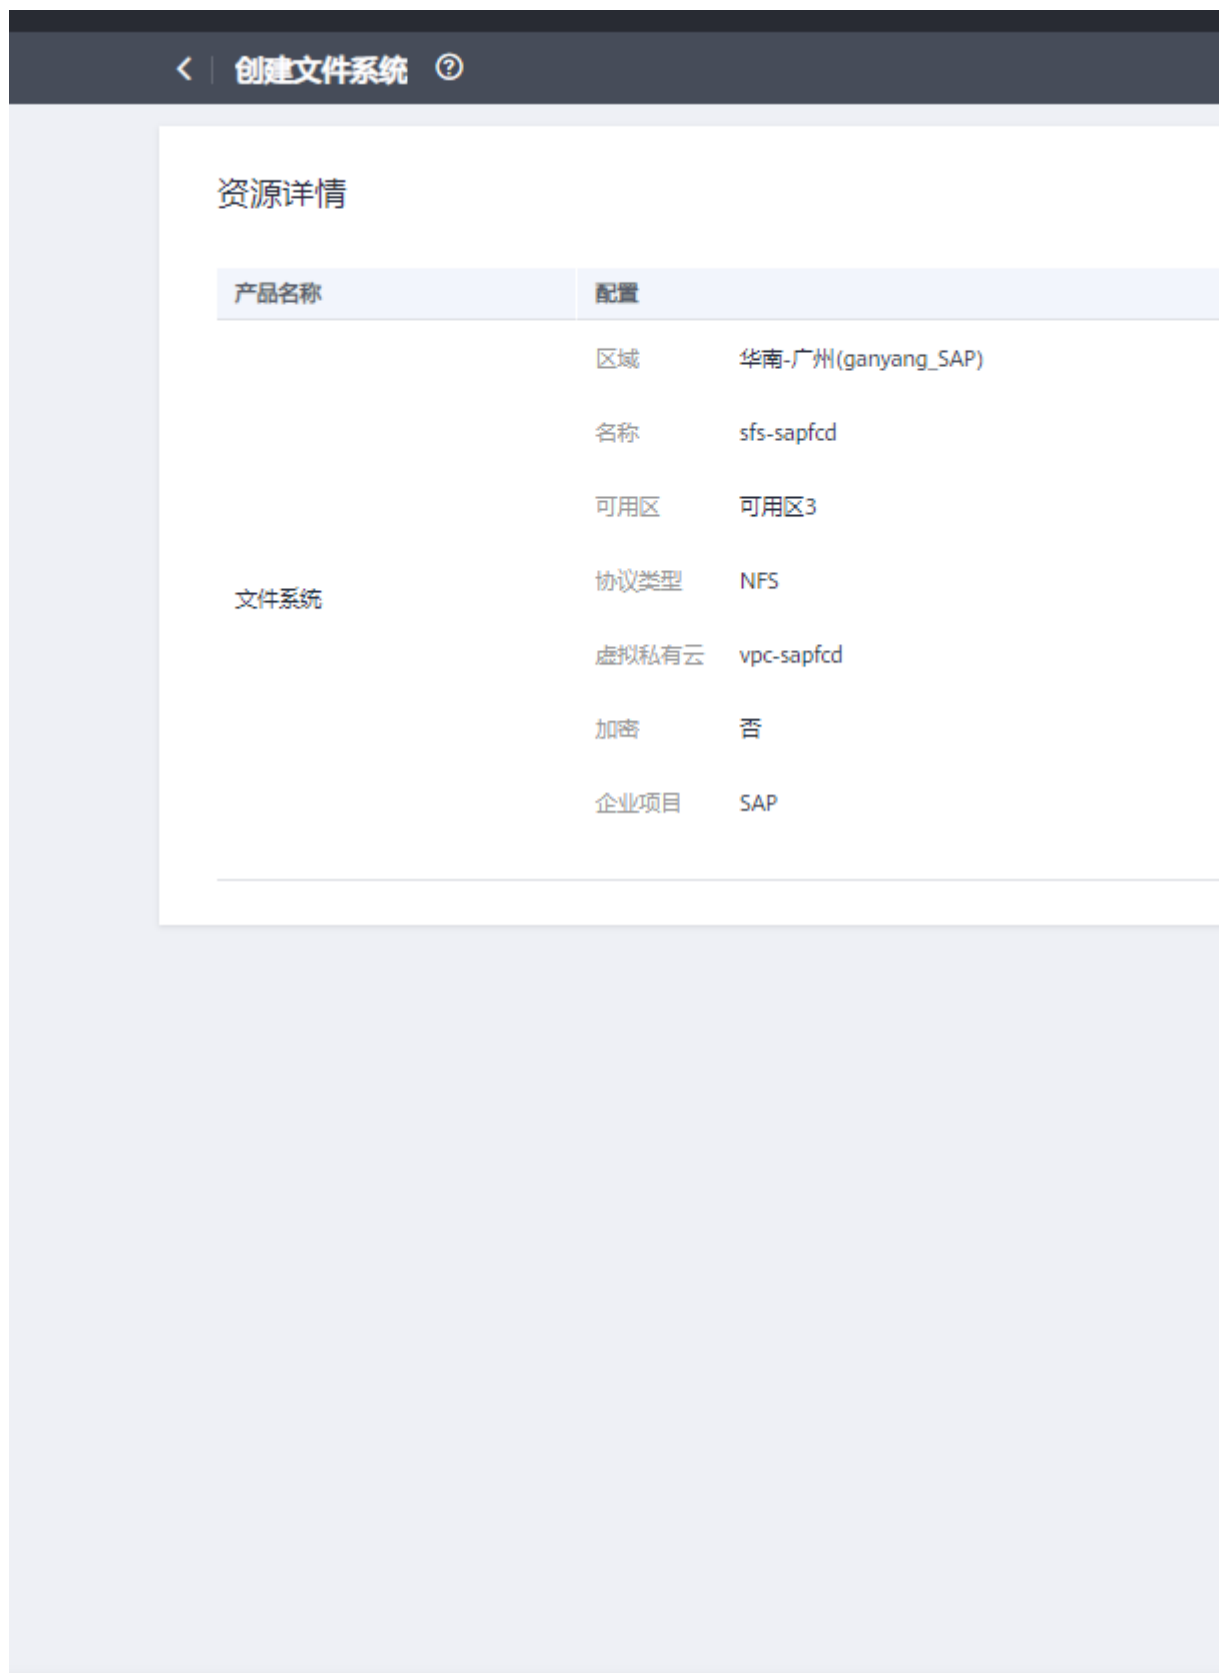 创建文件系统
资源详情
产品名称 配置
区域 华南-广州(ganyang_SAP)
名称 sfs-sapfcd
可用区 可用区3
协议类型 NFS
文件系统
虚拟私有云 vpc-sapfcd
加密 否
企业项目 SAP